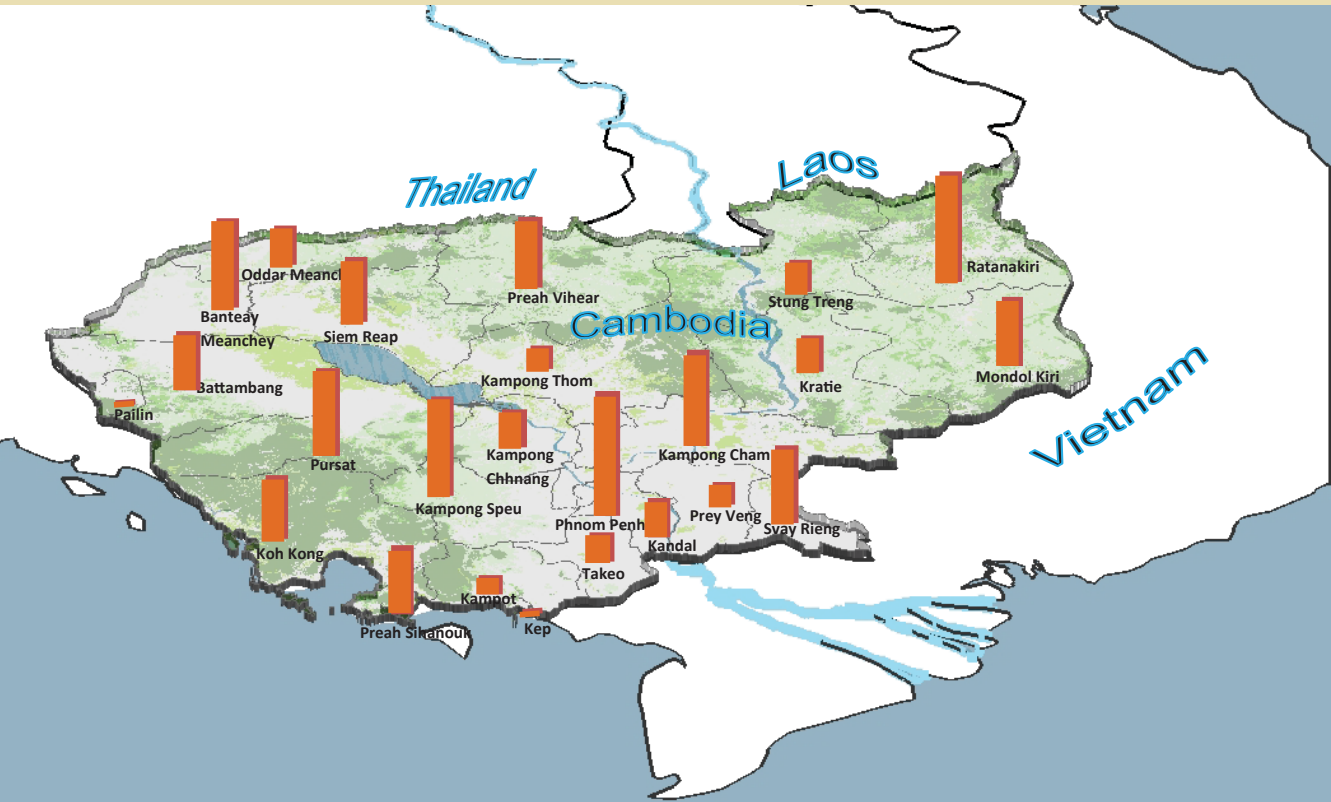 Laos
Thailand
Oddar Meancl
Ratanakiri
Preah Vihear
Stung Treng
Banteay
Meanchey
Siem Reap
Cambodia
Battambang
Kampong Thom
Kratie
Mondol Kiri
Pailin
Vietnam
Pursat
Kampong
Chhnang
Kampong Cham
Kampong Speu
Prey Veng
Phnom Penh
Svay Rieng
Kandal
Koh Kong
Takeo
Kampot
Preah Sihanouk
Kep